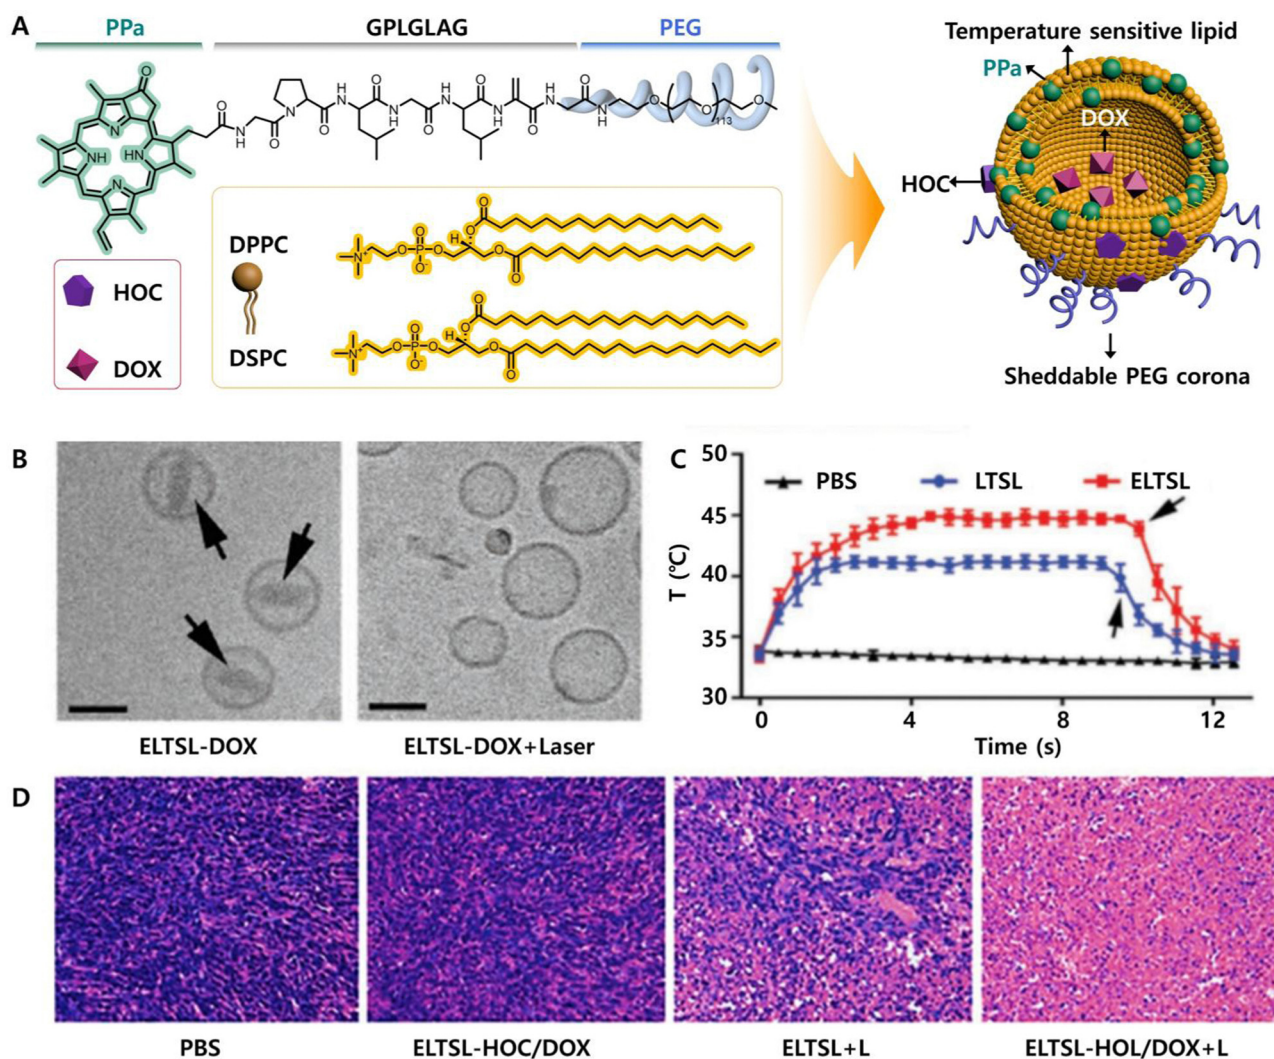 A
PPa GPLGLAG PEG
Temperature sensitive lipid
PPa
DOX
HOC
Sheddable PEG corona
HOC
DOX
DPPC
DSPC
O
O
NH
N
HN
N
N
O
H
N
O
N
O
H
N
O
N
H
O
H
N
O
N
H
O
H
N
O
N
H
O
O
113
O
O
O
H
O
P
O
O
O-
N+
O
O
O
H
O
P
O
O
O-
N+
B
ELTSL-DOX
ELTSL-DOX+Laser
C
PBS LTSL ELTSL
T (°C)
50
45
40
35
30
0 4 8 12
Time (s)
D
PBS
ELTSL-HOC/DOX
ELTSL+L
ELTSL-HOL/DOX+L